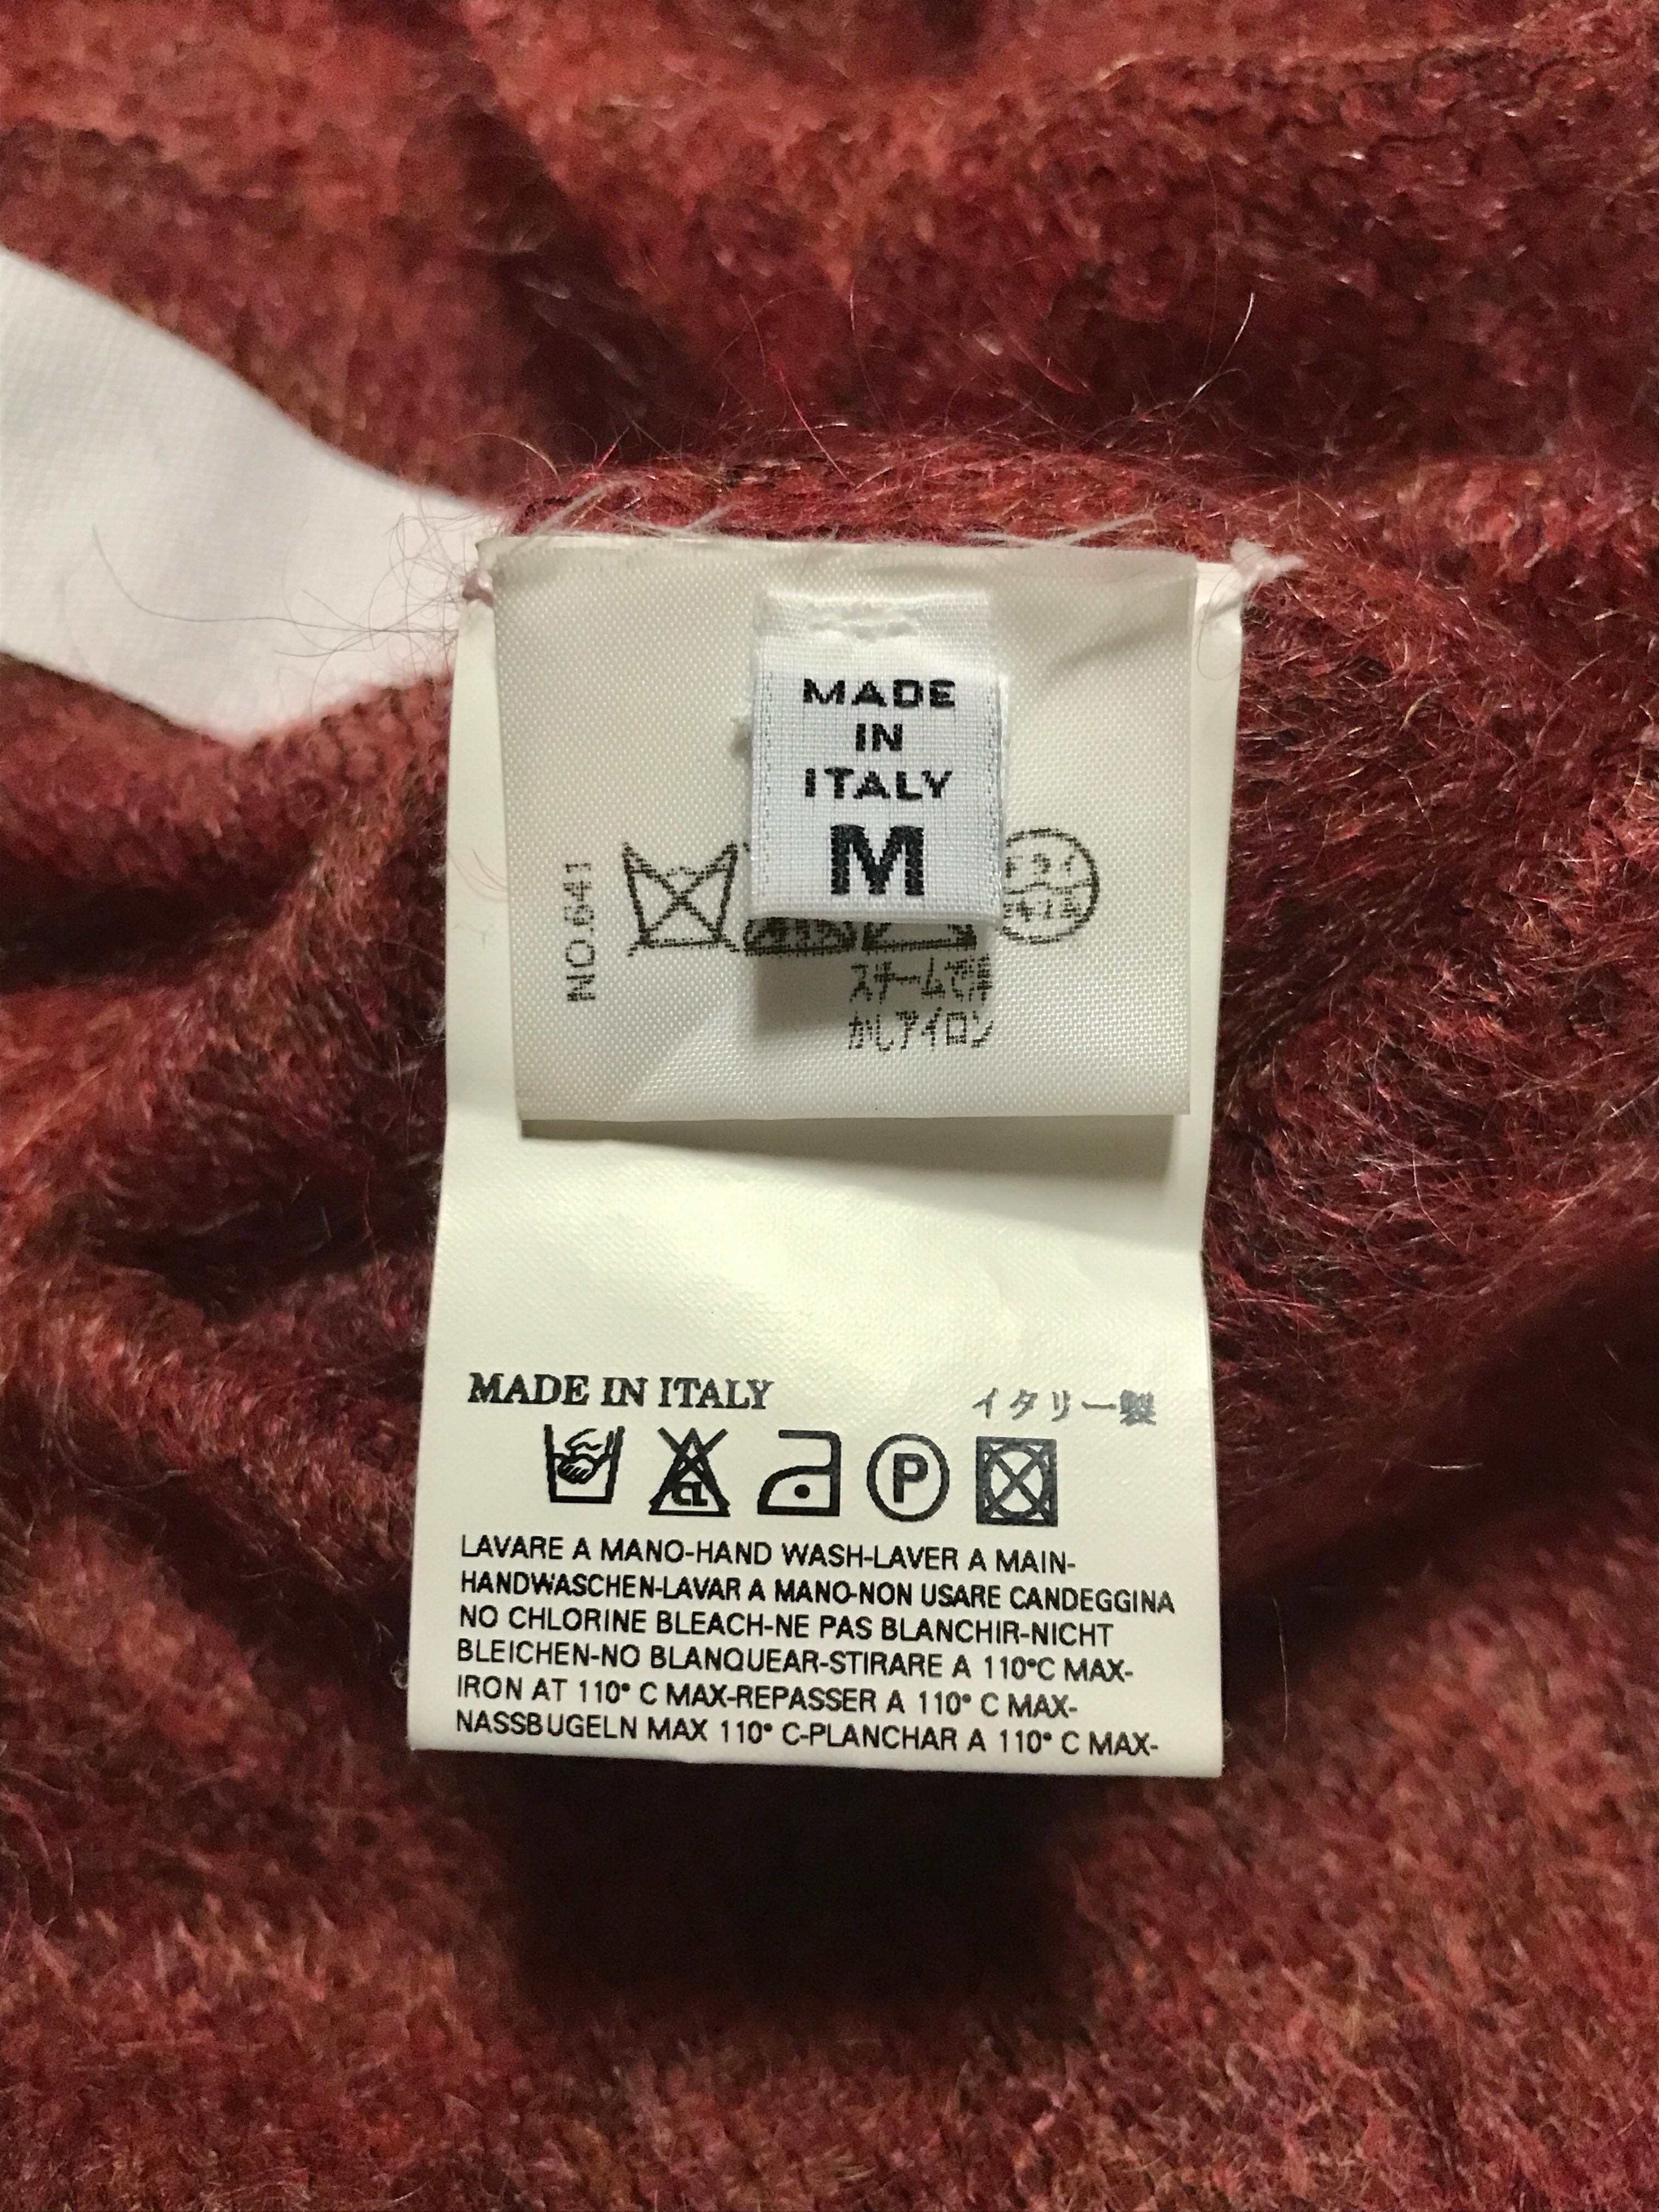 MADE
IN
ITALY
M
NO.641
スチームで浮
かしアイロン
MADE IN ITALY イタリー製
CL
P
LAVARE A MANO-HAND WASH-LAVER A MAIN-
HANDWASCHEN-LAVAR A MANO-NON USARE CANDEGGINA
NO CHLORINE BLEACH-NE PAS BLANCHIR-NICHT
BLEICHEN-NO BLANQUEAR-STIRARE A 110°C MAX-
IRON AT 110° C MAX-REPASSER A 110° C MAX-
NASSBUGELN MAX 110° C-PLANCHAR A 110° C MAX-